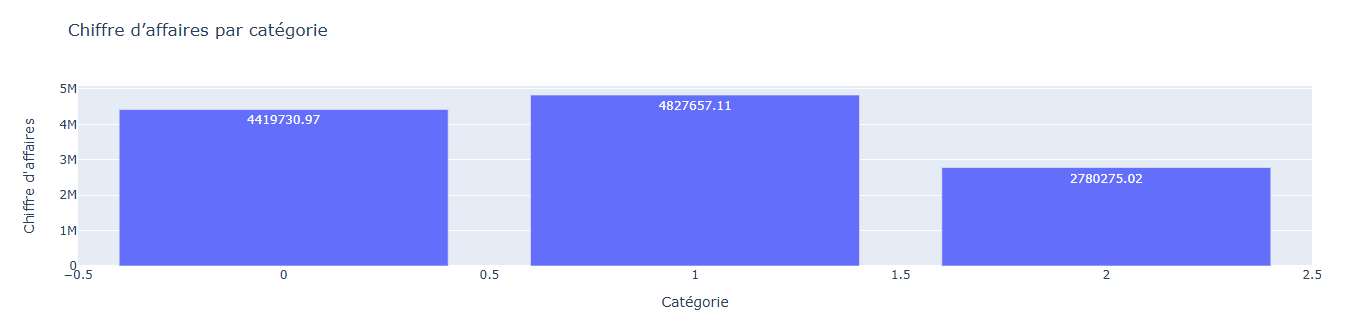 Chiffre d’affaires par catégorie
Chiffre d'affaires
5M
4M
3M
2M
1M
0
4419730.97
4827657.11
2780275.02
−0.5 0 0.5 1 1.5 2 2.5
Catégorie